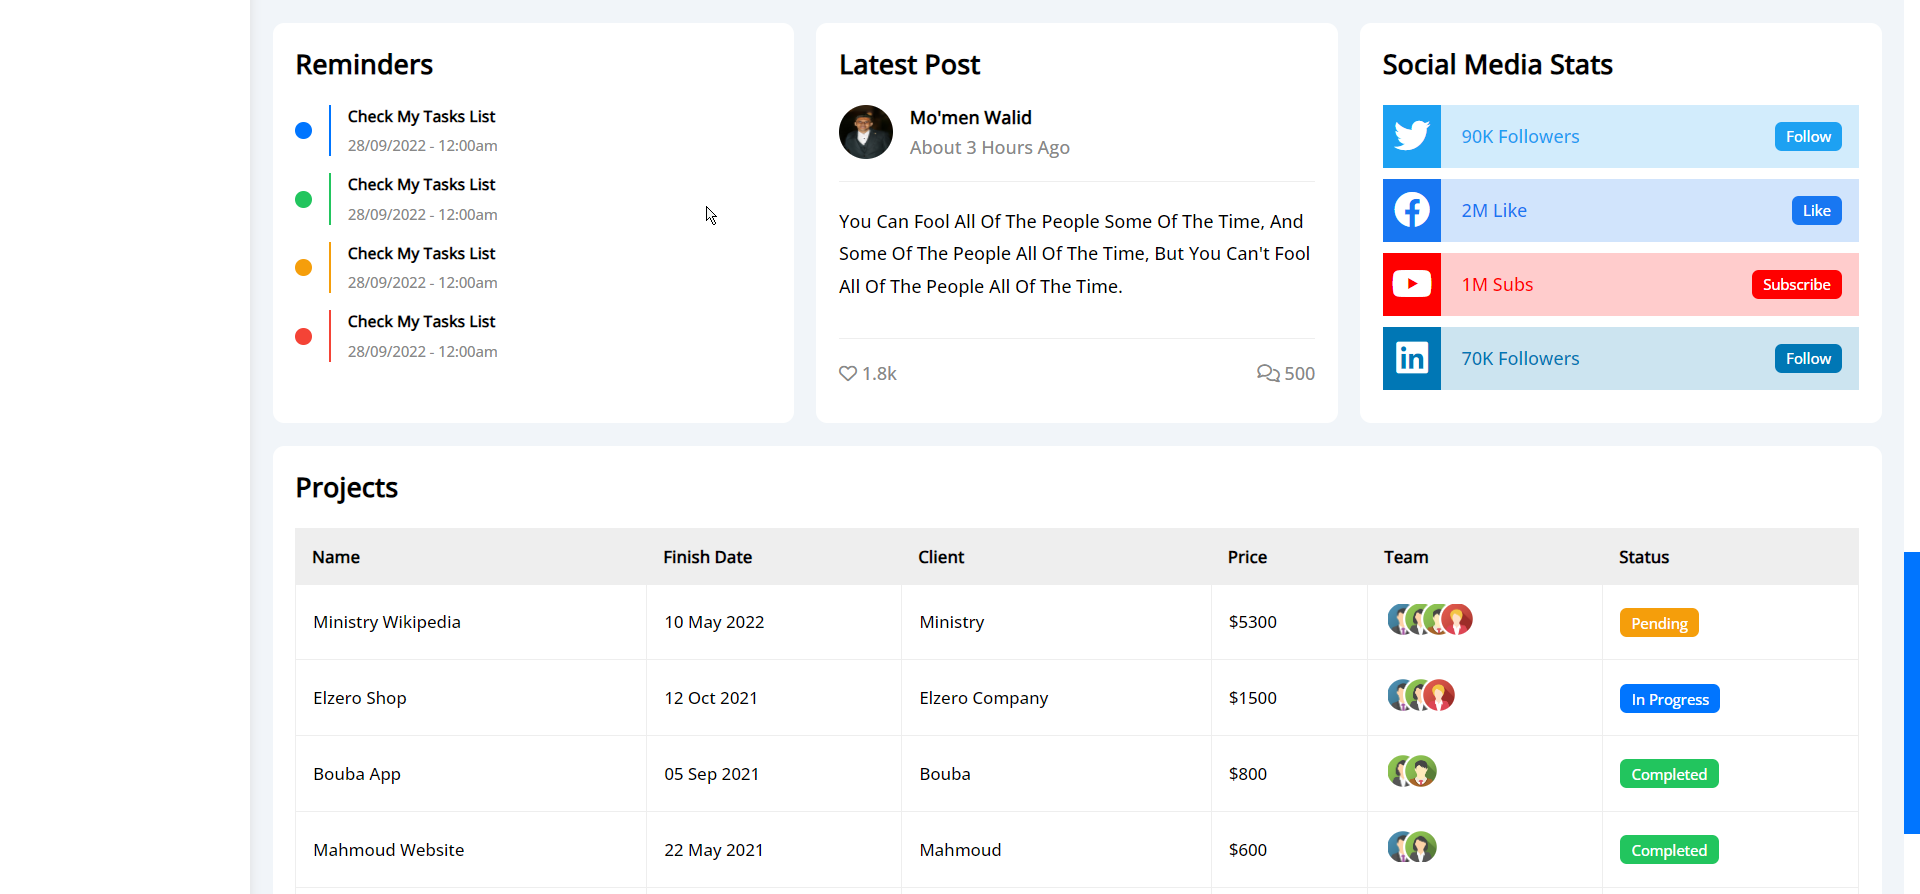 Reminders
Check My Tasks List
28/09/2022 - 12:00am
Check My Tasks List
28/09/2022 - 12:00am
Check My Tasks List
28/09/2022 - 12:00am
Check My Tasks List
28/09/2022 - 12:00am
Latest Post
Mo'men Walid
About 3 Hours Ago
You Can Fool All Of The People Some Of The Time, And
Some Of The People All Of The Time, But You Can't Fool
All Of The People All Of The Time.
1.8k 500
Social Media Stats
90K Followers Follow
2M Like Like
1M Subs Subscribe
in 70K Followers Follow
Projects
Name Finish Date Client Price Team Status
Ministry Wikipedia 10 May 2022 Ministry $5300 Pending
Elzero Shop 12 Oct 2021 Elzero Company $1500 In Progress
Bouba App 05 Sep 2021 Bouba $800 Completed
Mahmoud Website 22 May 2021 Mahmoud $600 Completed